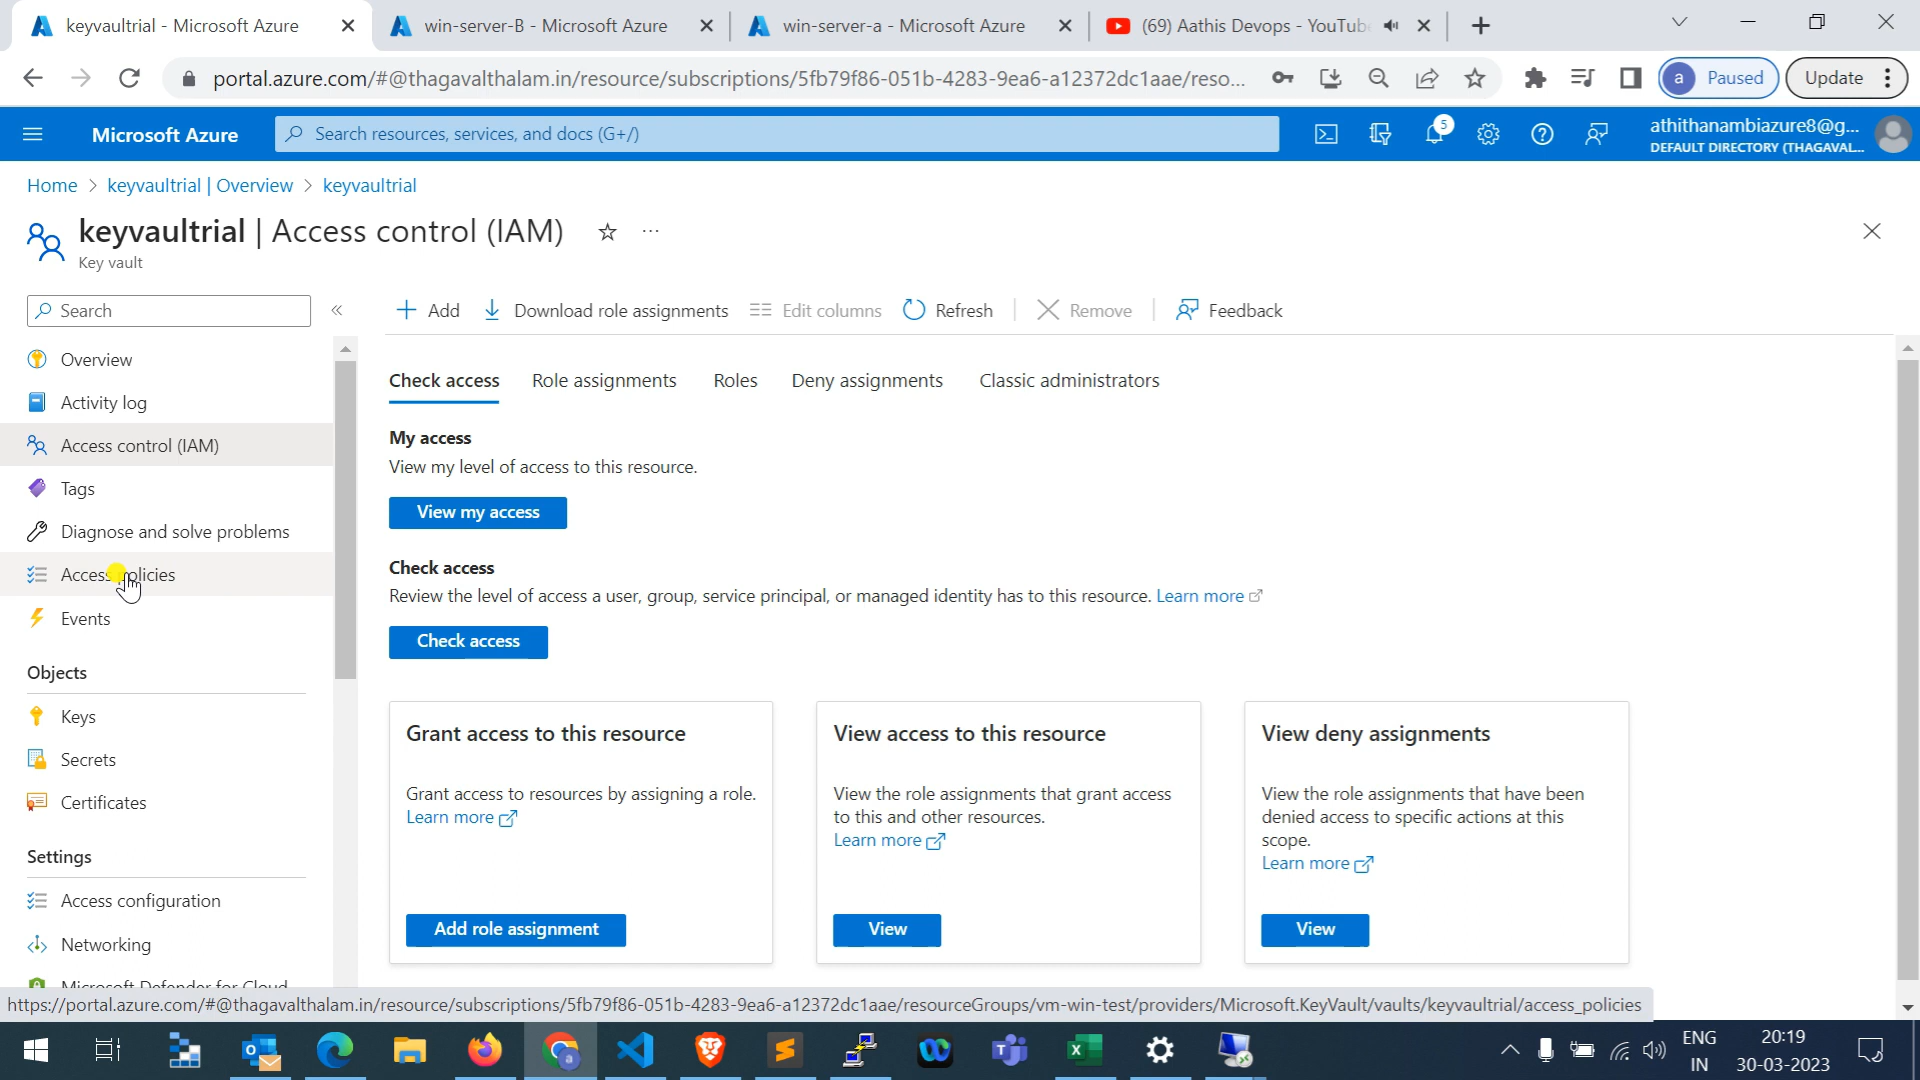 keyvaultrial - Microsoft Azure
win-server-B - Microsoft Azure
win-server-a - Microsoft Azure
(69) Aathis Devops - YouTube
portal.azure.com/#@thagavalthalam.in/resource/subscriptions/5fb79f86-051b-4283-9ea6-a12372dc1aae/reso...
a
Paused
Update
Microsoft Azure
Search resources, services, and docs (G+/)
5
athithanambiazure8@g...
DEFAULT DIRECTORY (THAGAVAL...
Home > keyvaultrial | Overview > keyvaultrial
keyvaultrial | Access control (IAM)
Key vault
Search
Overview
Activity log
Access control (IAM)
Tags
Diagnose and solve problems
Access policies
Events
Objects
Keys
Secrets
Certificates
Settings
Access configuration
Networking
Microsoft Defender for Cloud
Add
Download role assignments
Edit columns
Refresh
Remove
Feedback
Check access
Role assignments
Roles
Deny assignments
Classic administrators
My access
View my level of access to this resource.
View my access
Check access
Review the level of access a user, group, service principal, or managed identity has to this resource. Learn more
Check access
Grant access to this resource
Grant access to resources by assigning a role.
Learn more
Add role assignment
View access to this resource
View the role assignments that grant access
to this and other resources.
Learn more
View
View deny assignments
View the role assignments that have been
denied access to specific actions at this
scope.
Learn more
View
https://portal.azure.com/#@thagavalthalam.in/resource/subscriptions/5fb79f86-051b-4283-9ea6-a12372dc1aae/resourceGroups/vm-win-test/providers/Microsoft.KeyVault/vaults/keyvaultrial/access_policies
ENG
IN
20:19
30-03-2023